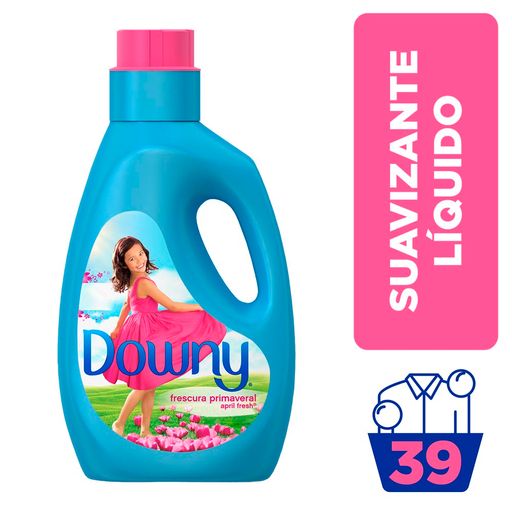 Downy®
frescura primaveral
april fresh®
SUAVIZANTE
LÍQUIDO
39